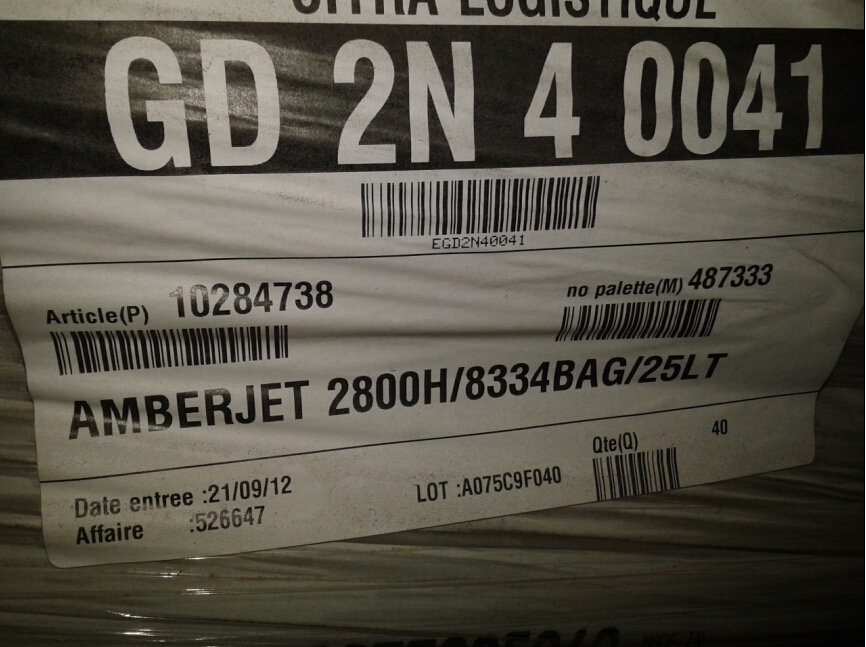 LOGISTIQUE
GD 2N 4 0041
EGD2N40041
Article(P) 10284738
no palette(M) 487333
AMBERJET 2800H/8334BAG/25LT
Qte(Q) 40
Date entree :21/09/12
LOT :A075C9F040
Affaire :526647